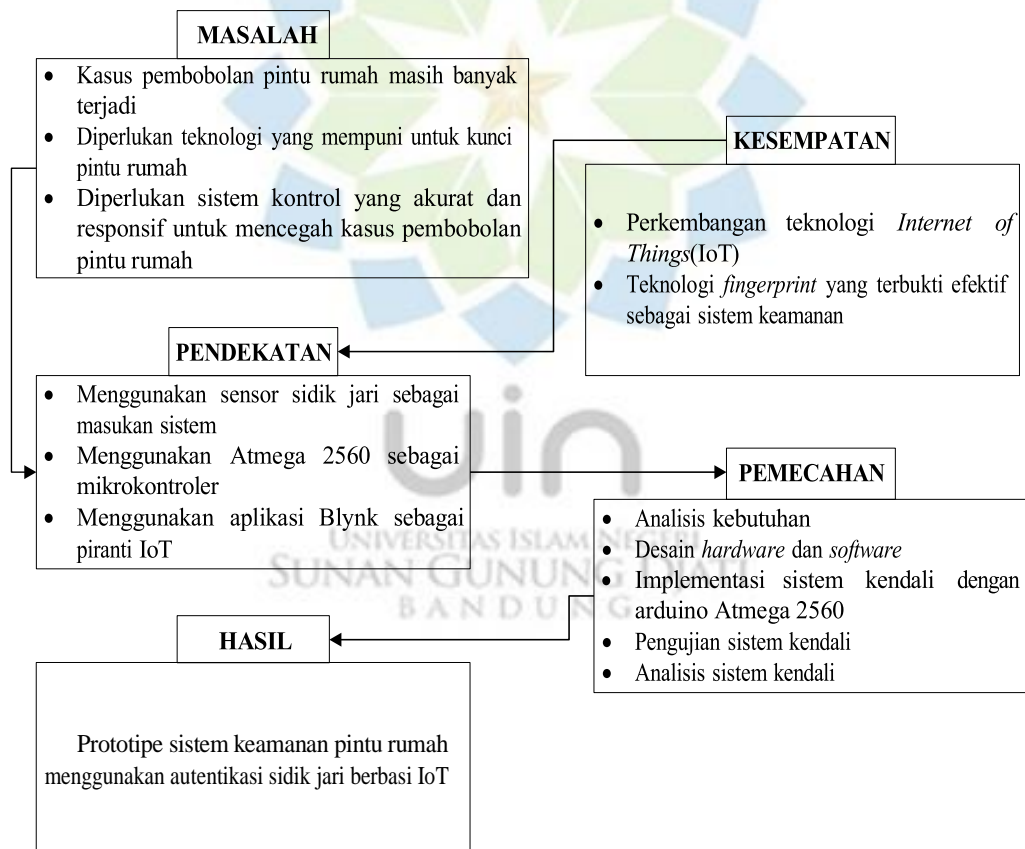 MASALAH
• Kasus pembobolan pintu rumah masih banyak
terjadi
• Diperlukan teknologi yang mempuni untuk kunci
pintu rumah
• Diperlukan sistem kontrol yang akurat dan
responsif untuk mencegah kasus pembobolan
pintu rumah
KESEMPATAN
• Perkembangan teknologi Internet of
Things(IoT)
• Teknologi fingerprint yang terbukti efektif
sebagai sistem keamanan
PENDEKATAN
• Menggunakan sensor sidik jari sebagai
masukan sistem
• Menggunakan Atmega 2560 sebagai
mikrokontroler
• Menggunakan aplikasi Blynk sebagai
piranti IoT
PEMECAHAN
• Analisis kebutuhan
• Desain hardware dan software
• Implementasi sistem kendali dengan
arduino Atmega 2560
• Pengujian sistem kendali
• Analisis sistem kendali
HASIL
Prototipe sistem keamanan pintu rumah
menggunakan autentikasi sidik jari berbasi IoT
uin
UNIVERSITAS ISLAM NEGERI
SUNAN GUNUNG DJATI
BANDUNG